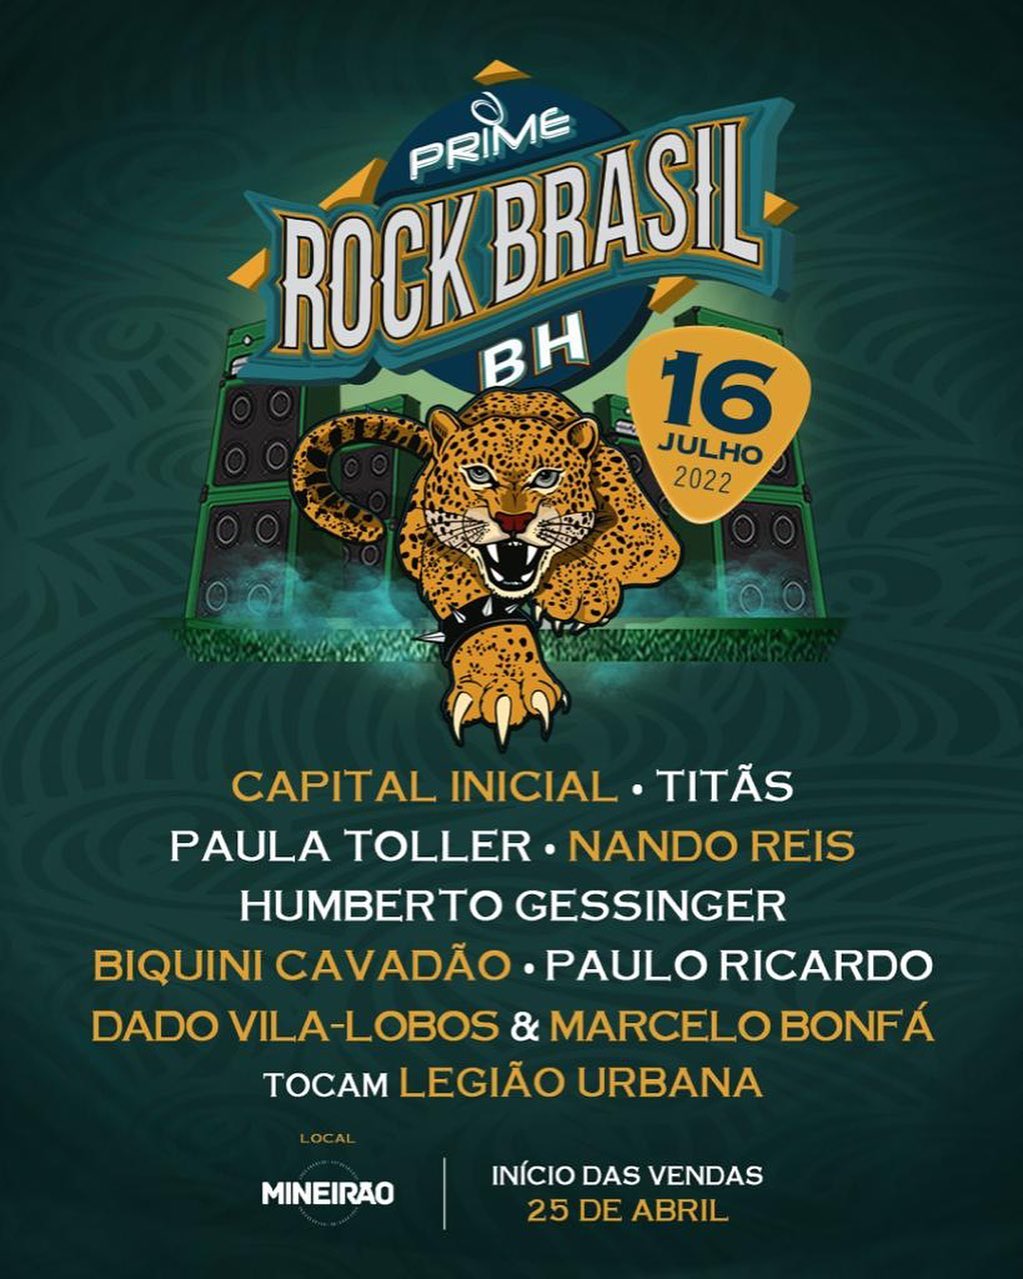 PRIME
ROCK BRASIL
BH
16
JULHO
2022
CAPITAL INICIAL • TITÃS
PAULA TOLLER • NANDO REIS
HUMBERTO GESSINGER
BIQUINI CAVADÃO • PAULO RICARDO
DADO VILA-LOBOS & MARCELO BONFÁ
TOCAM LEGIÃO URBANA
LOCAL
MINEIRÃO
INÍCIO DAS VENDAS
25 DE ABRIL